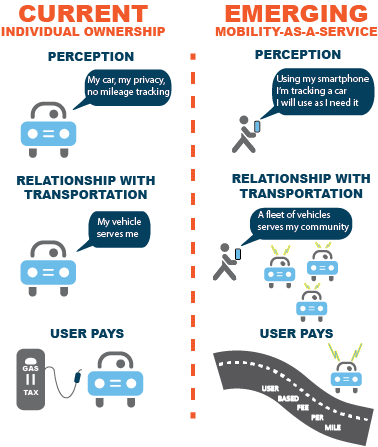 CURRENT
INDIVIDUAL OWNERSHIP
PERCEPTION
My car, my privacy,
no mileage tracking
RELATIONSHIP WITH
TRANSPORTATION
My vehicle
serves me
USER PAYS
GAS
TAX
EMERGING
MOBILITY-AS-A-SERVICE
PERCEPTION
Using my smartphone
I'm tracking a car
I will use as I need it
RELATIONSHIP WITH
TRANSPORTATION
A fleet of vehicles
serves my community
USER PAYS
USER
BASED
FEE
PER
MILE